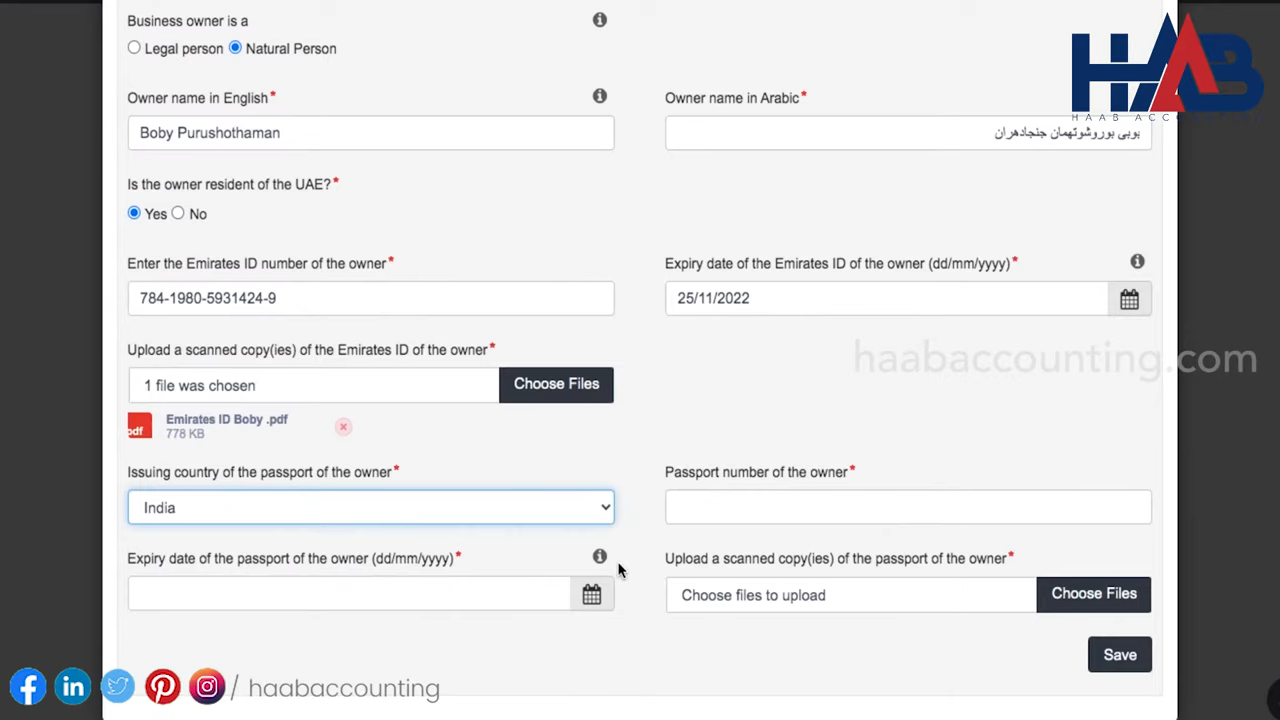 Business owner is a
Legal person Natural Person
Owner name in English*
Owner name in Arabic*
Boby Purushothaman
بوبي بوروشوتهمان جنجادهران
Is the owner resident of the UAE?*
Yes No
Enter the Emirates ID number of the owner*
Expiry date of the Emirates ID of the owner (dd/mm/yyyy)*
784-1980-5931424-9
25/11/2022
Upload a scanned copy(ies) of the Emirates ID of the owner*
1 file was chosen
Choose Files
pdf
Emirates ID Boby .pdf
778 KB
Issuing country of the passport of the owner*
Passport number of the owner*
India
Expiry date of the passport of the owner (dd/mm/yyyy)*
Upload a scanned copy(ies) of the passport of the owner*
Choose files to upload
Choose Files
Save
HAAB
haabaccounting.com
/ haabaccounting